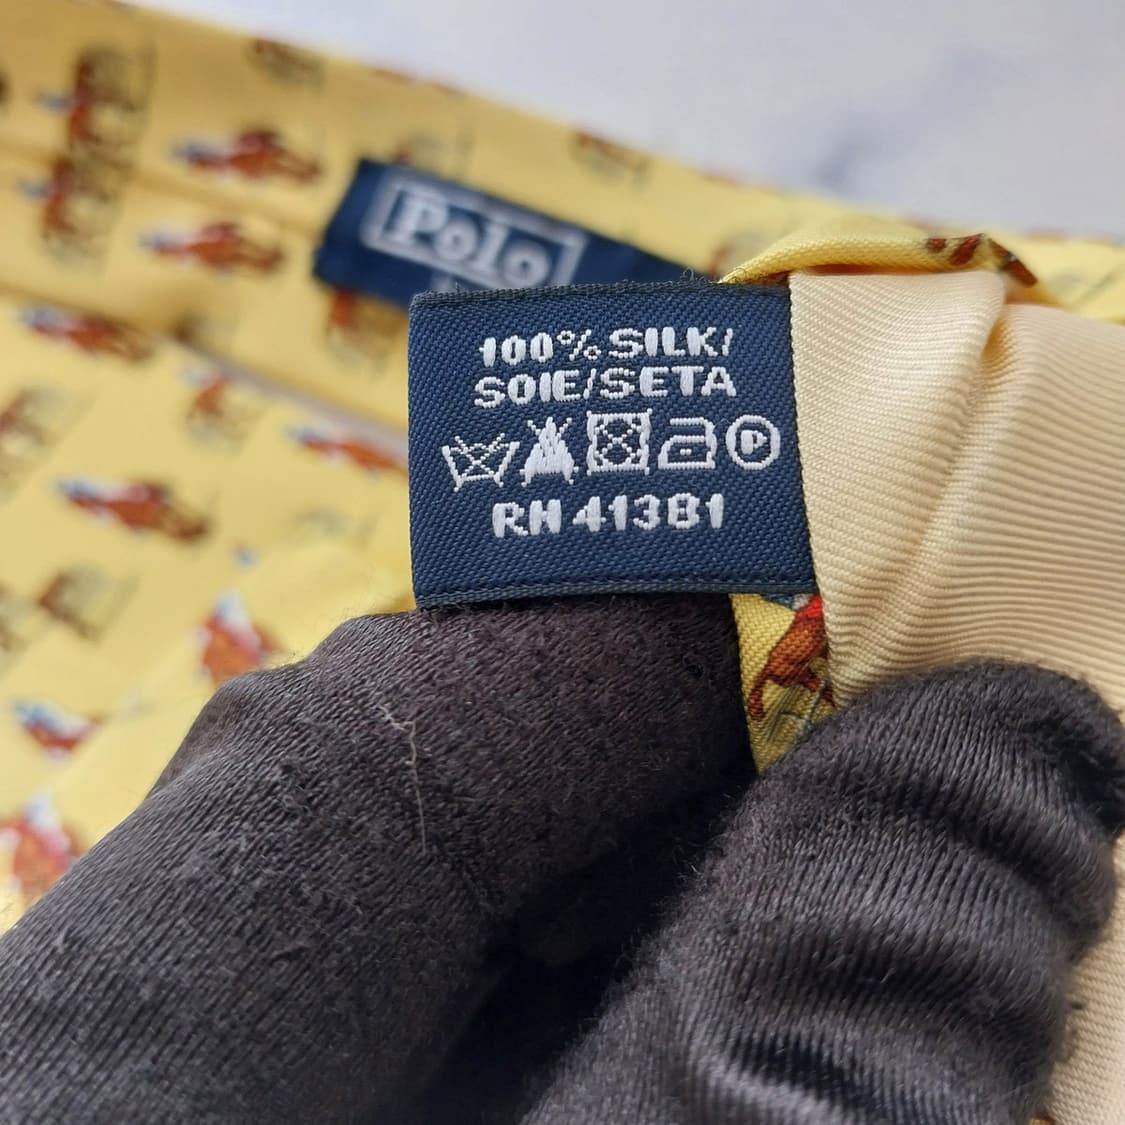 Polo
100% SILK/
SOIE/SETA
P
RN 41381